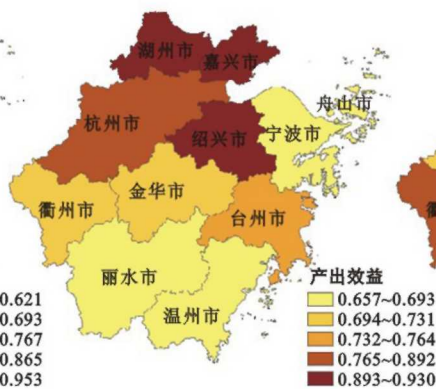 湖州市
嘉兴市
舟山市
杭州市
绍兴市
宁波市
金华市
衢州市
台州市
丽水市
温州市
产出效益
0.657~0.693
0.694~0.731
0.732~0.764
0.765~0.892
0.893~0.930
0.621
0.693
0.767
0.865
0.953